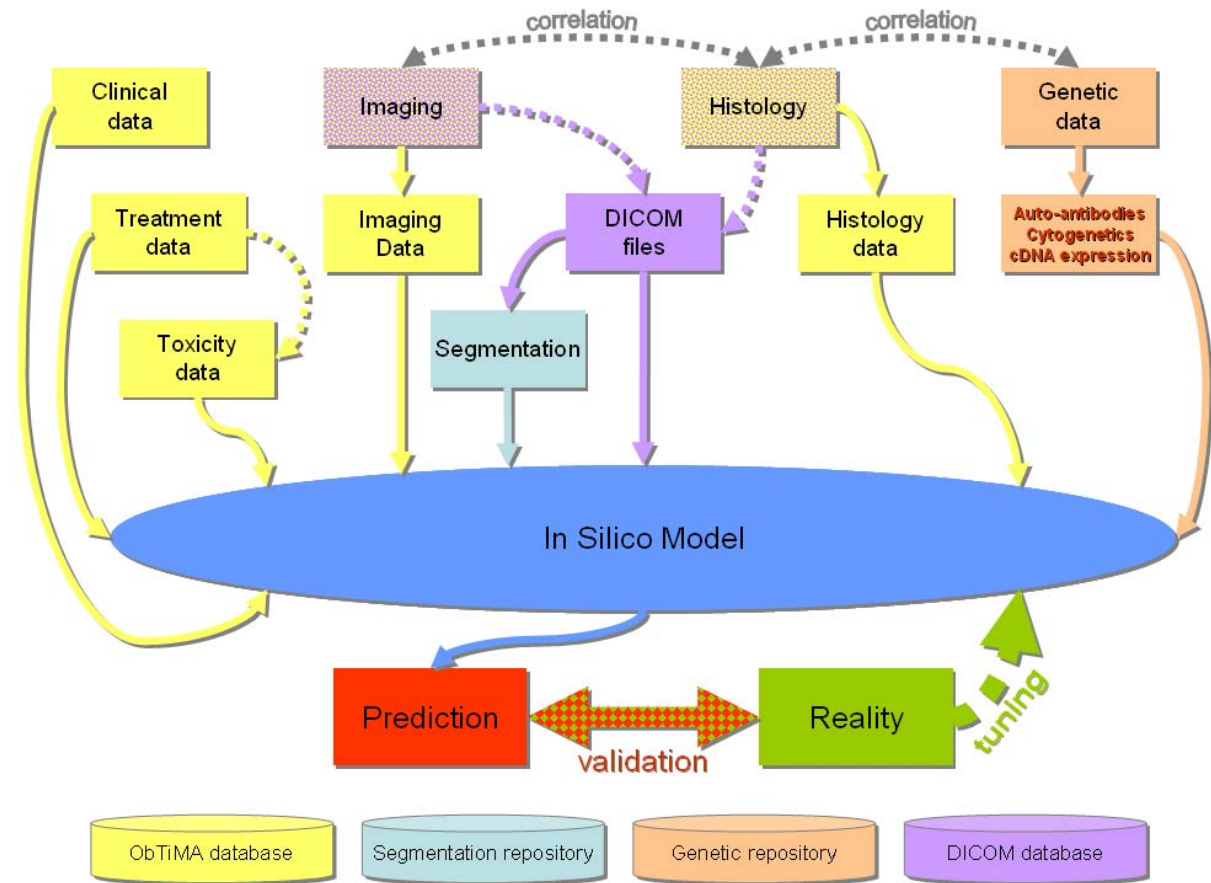 correlation
correlation
Clinical
data
Imaging
Histology
Genetic
data
Treatment
data
Imaging
Data
DICOM
files
Histology
data
Auto-antibodies
Cytogenetics
cDNA expression
Toxicity
data
Segmentation
In Silico Model
Prediction
validation
Reality
tuning
ObTiMA database
Segmentation repository
Genetic repository
DICOM database